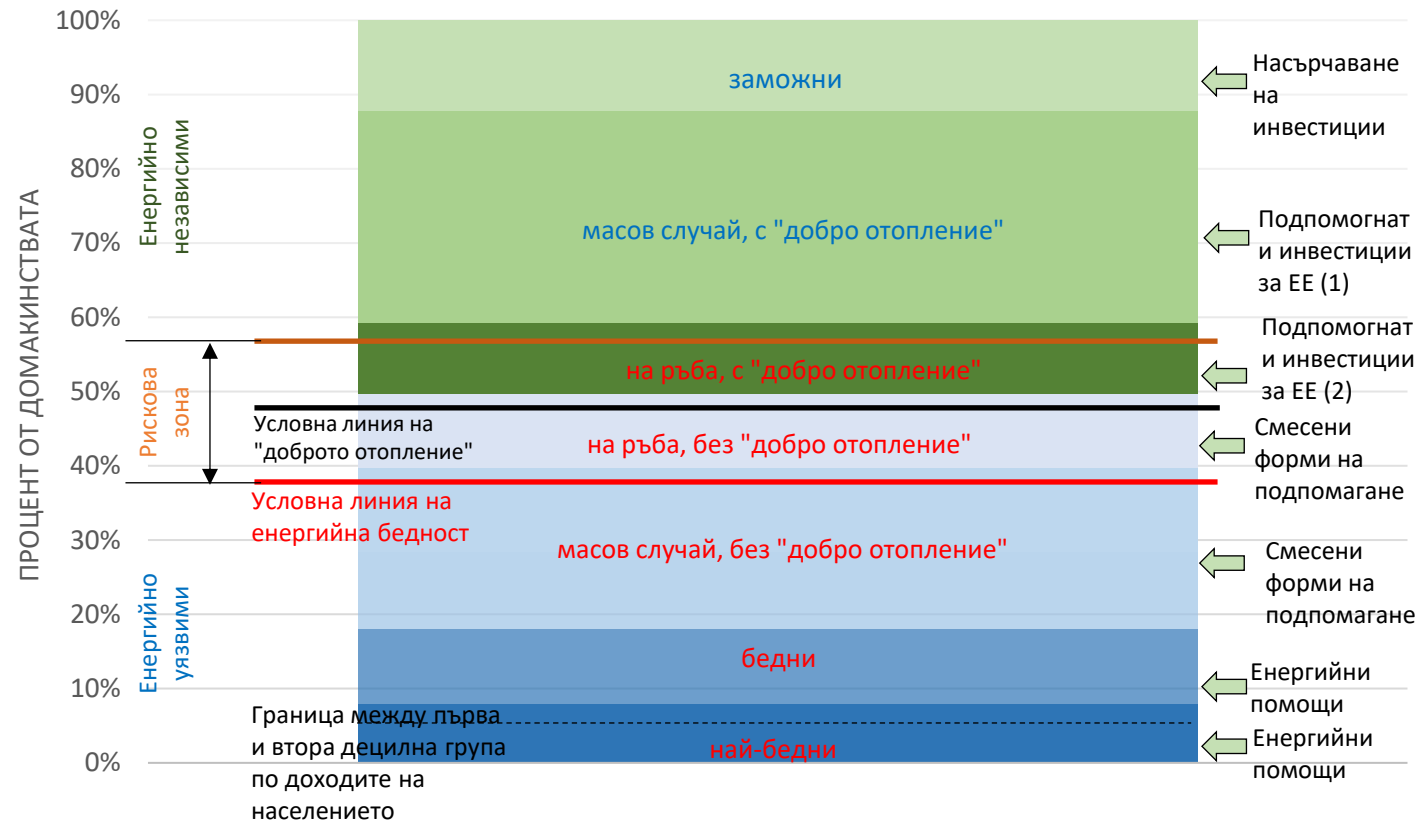 ПРОЦЕНТ ОТ ДОМАКИНСТВАТА
100%
90%
80%
70%
60%
50%
40%
30%
20%
10%
0%
Енергийно
независими
Рискова
зона
Енергийно
уязвими
Условна линия на
"доброто отопление"
Условна линия на
енергийна бедност
Граница между първа
и втора децилна група
по доходите на
населението
заможни
масов случай, с "добро отопление"
на ръба, с "добро отопление"
на ръба, без "добро отопление"
масов случай, без "добро отопление"
бедни
най-бедни
Насърчаване
на
инвестиции
Подпомогнат
и инвестиции
за ЕЕ (1)
Подпомогнат
и инвестиции
за ЕЕ (2)
Смесени
форми на
подпомагане
Смесени
форми на
подпомагане
Енергийни
помощи
Енергийни
помощи